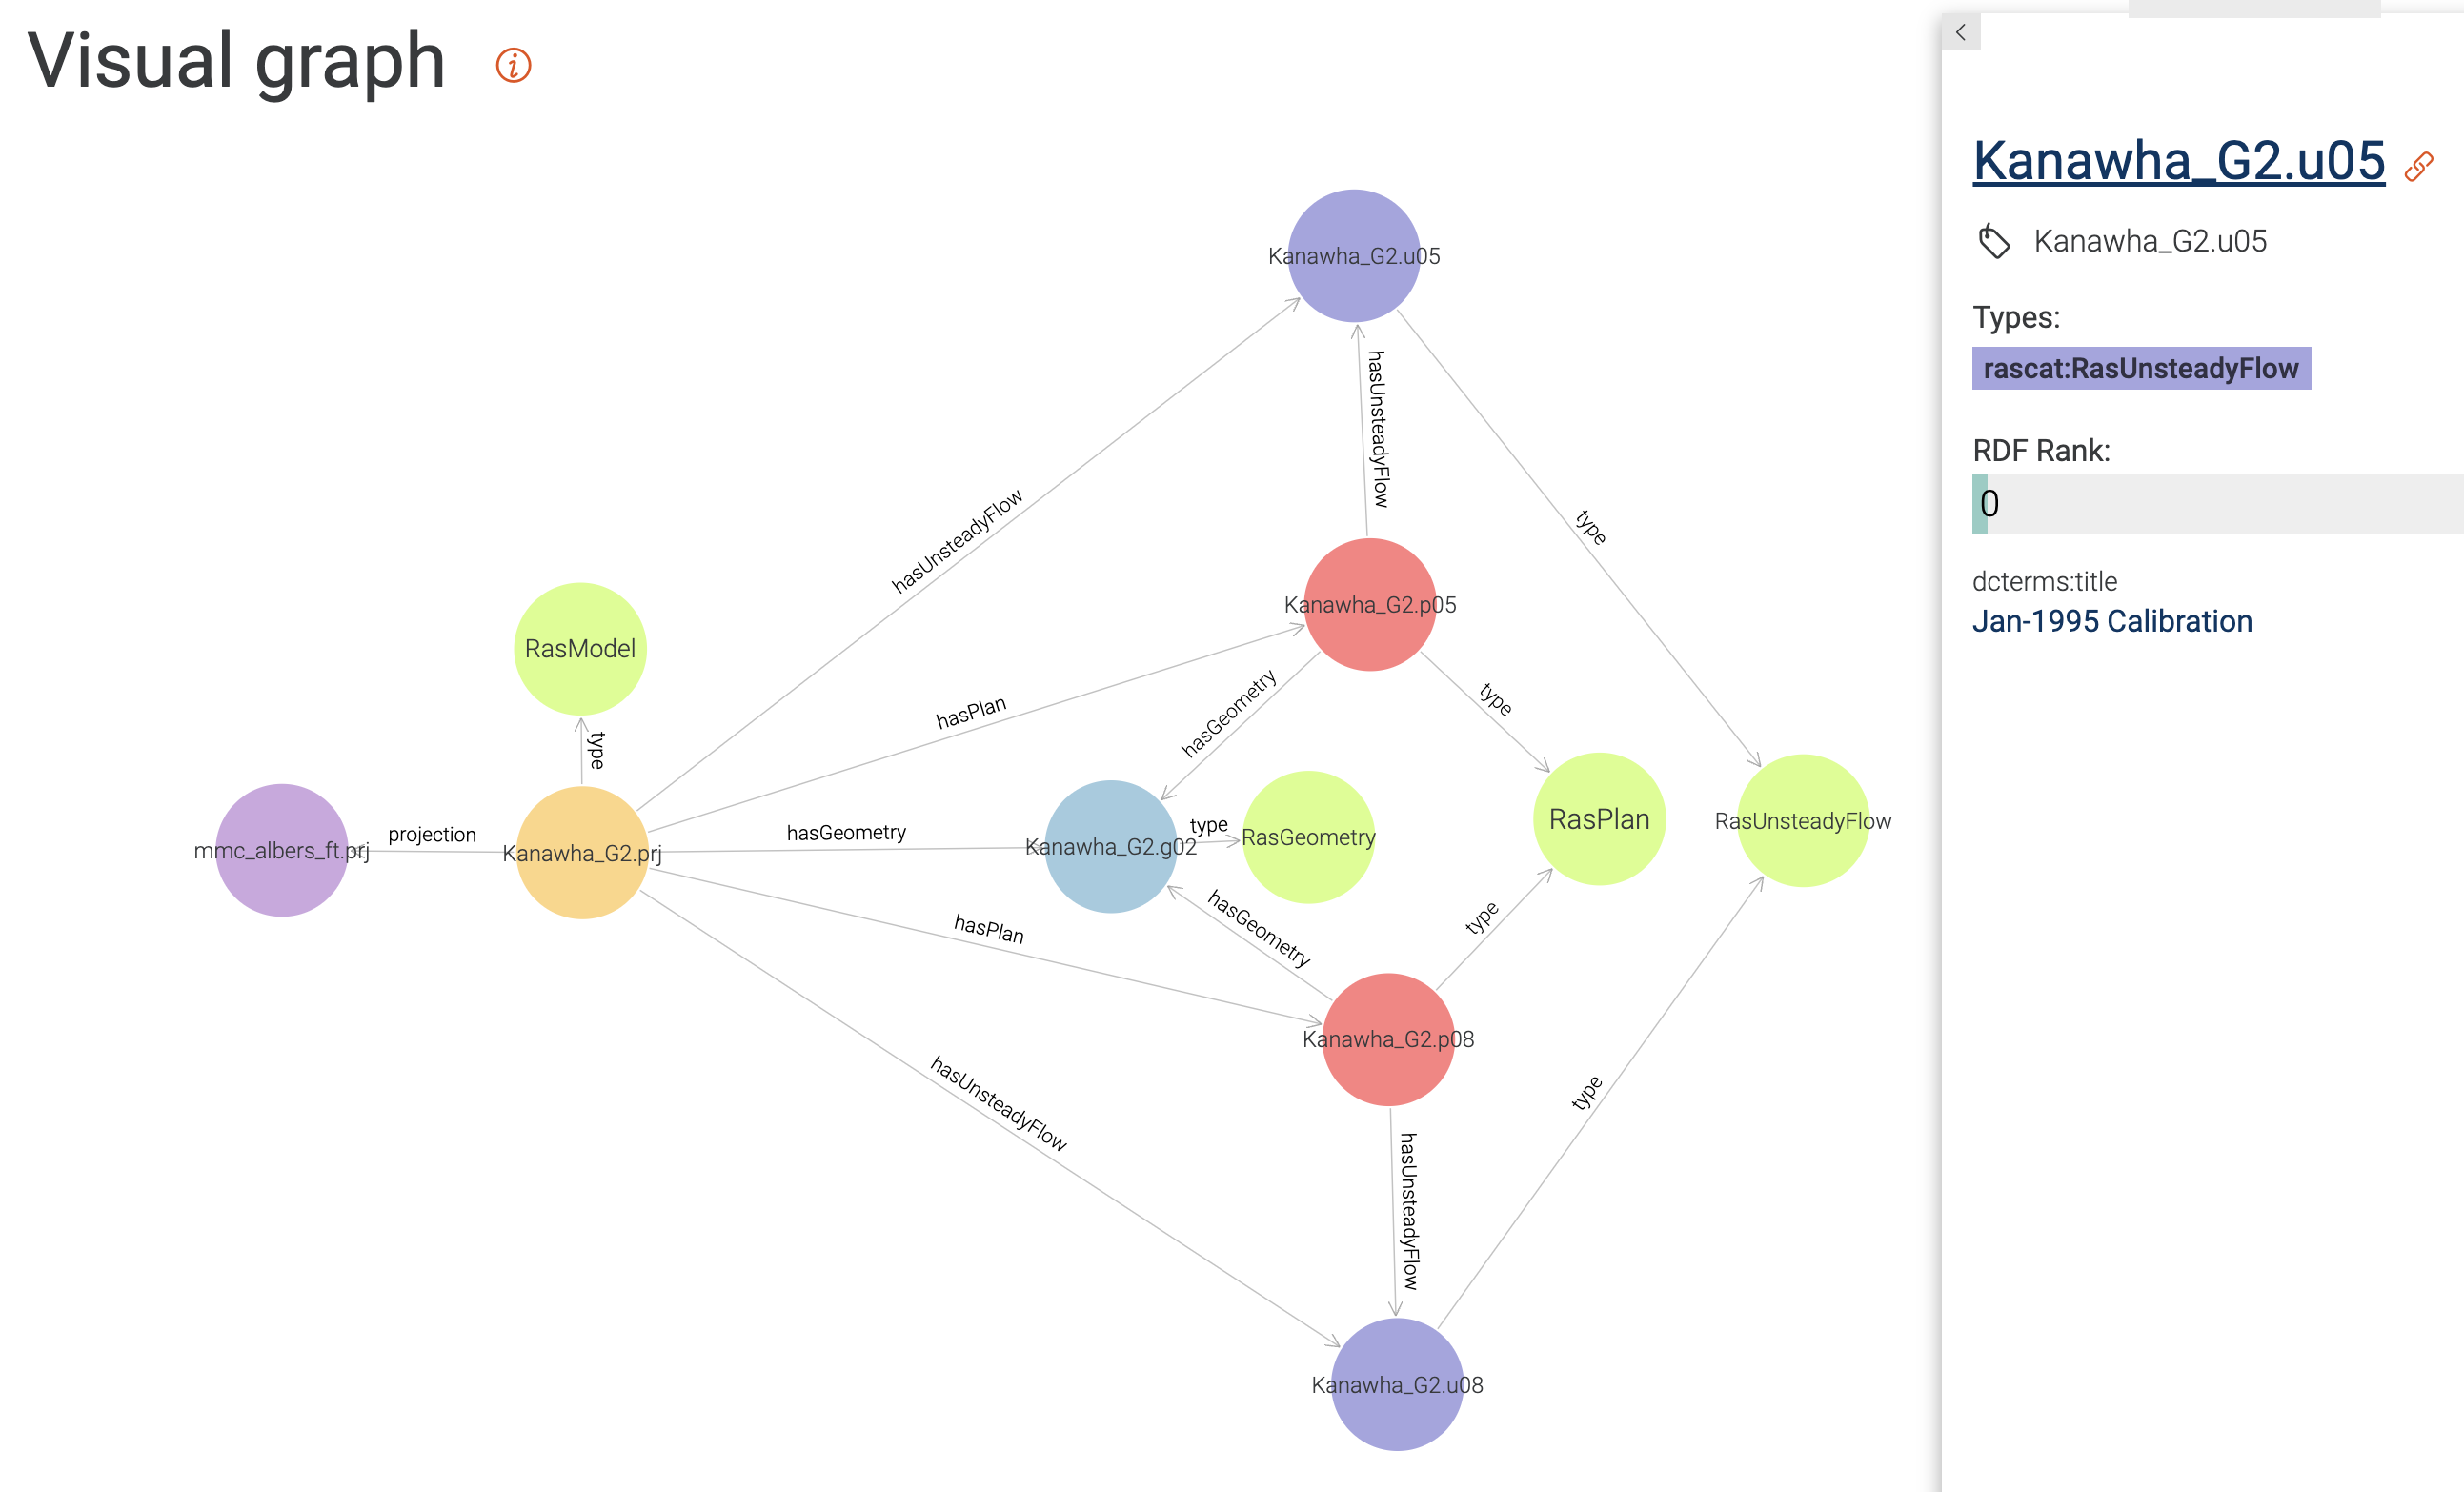 Visual graph
Kanawha_G2.u05
hasUnsteadyFlow
hasUnsteadyFlow
type
Kanawha_G2.p05
RasModel
hasPlan
hasGeometry
type
type
mmc_albers_ft.prj
projection
Kanawha_G2.prj
hasGeometry
Kanawha_G2.g02
type
RasGeometry
RasPlan
RasUnsteadyFlow
hasPlan
hasGeometry
type
Kanawha_G2.p08
hasUnsteadyFlow
type
hasUnsteadyFlow
Kanawha_G2.u08
Kanawha_G2.u05
Kanawha_G2.u05
Types:
rascat:RasUnsteadyFlow
RDF Rank:
0
dcterms:title
Jan-1995 Calibration